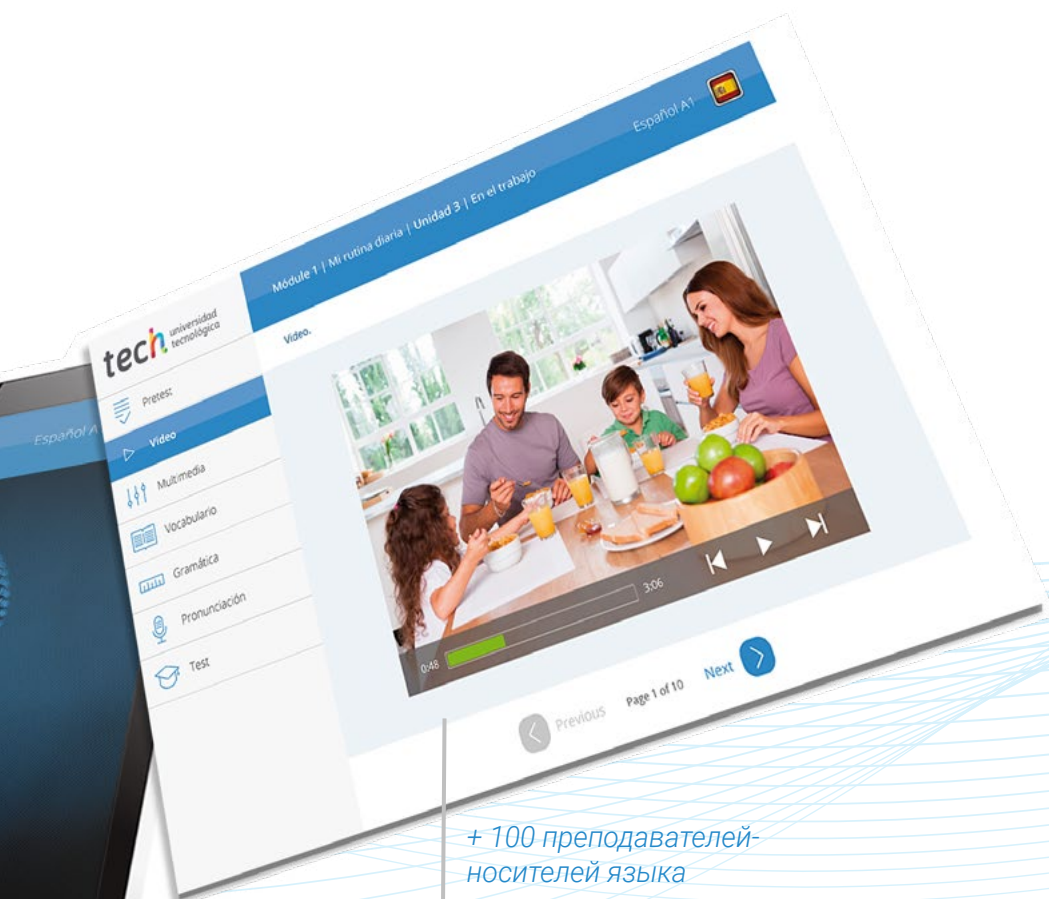 Español A1
Módule 1 | Mi rutina diaria | Unidad 3 | En el trabajo
tech universidad
tecnológica
Video.
Pretest
Video
Multimedia
Vocabulario
Gramática
Pronunciación
Test
Español A
0:48
3:06
Previous
Page 1 of 10
Next
+ 100 преподавателей-
носителей языка